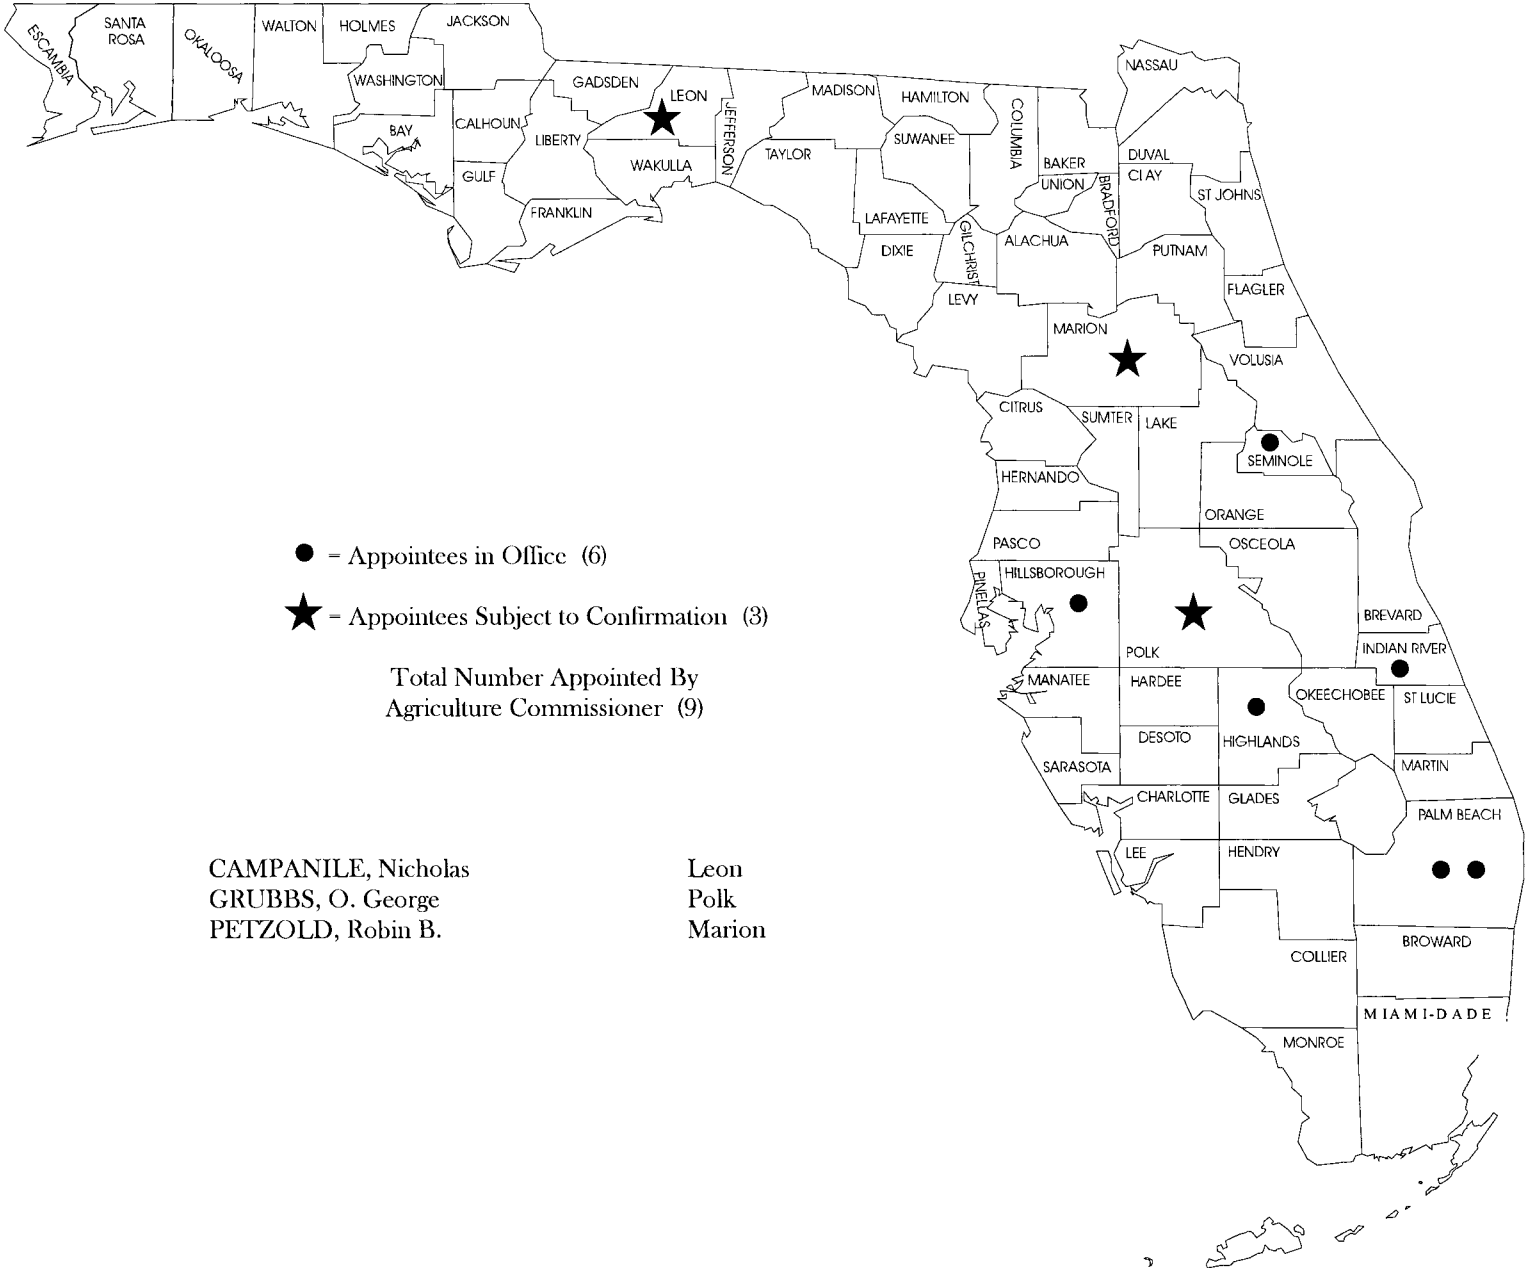 ESCAMBIA
SANTA
ROSA
OKALOOSA
WALTON
HOLMES
JACKSON
WASHINGTON
BAY
CALHOUN
GULF
GADSDEN
LIBERTY
FRANKLIN
LEON
WAKULLA
JEFFERSON
MADISON
TAYLOR
HAMILTON
SUWANEE
LAFAYETTE
DIXIE
COLUMBIA
GILCHRIST
LEVY
NASSAU
BAKER
UNION
BRADFORD
ALACHUA
DUVAL
CLAY
ST JOHNS
PUTNAM
FLAGLER
MARION
VOLUSIA
CITRUS
SUMTER
LAKE
SEMINOLE
HERNANDO
ORANGE
PASCO
OSCEOLA
HILLSBOROUGH
PINELLAS
POLK
BREVARD
INDIAN RIVER
MANATEE
HARDEE
OKEECHOBEE
ST LUCIE
DESOTO
HIGHLANDS
SARASOTA
MARTIN
CHARLOTTE
GLADES
PALM BEACH
LEE
HENDRY
BROWARD
COLLIER
MIAMI-DADE
MONROE
= Appointees in Office (6)
= Appointees Subject to Confirmation (3)
Total Number Appointed By
Agriculture Commissioner (9)
CAMPANILE, Nicholas Leon
GRUBBS, O. George Polk
PETZOLD, Robin B. Marion